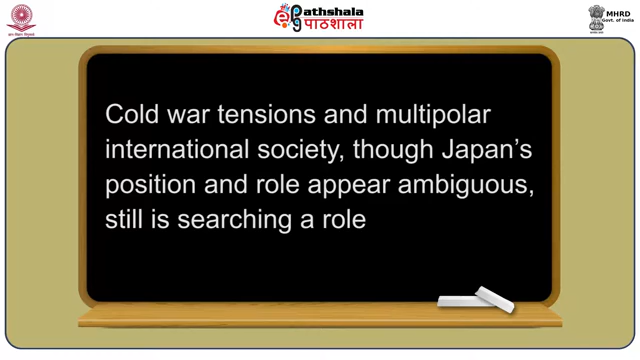 ePathshala
पाठशाला
MHRD
Govt. of India
Cold war tensions and multipolar
international society, though Japan's
position and role appear ambiguous,
still is searching a role